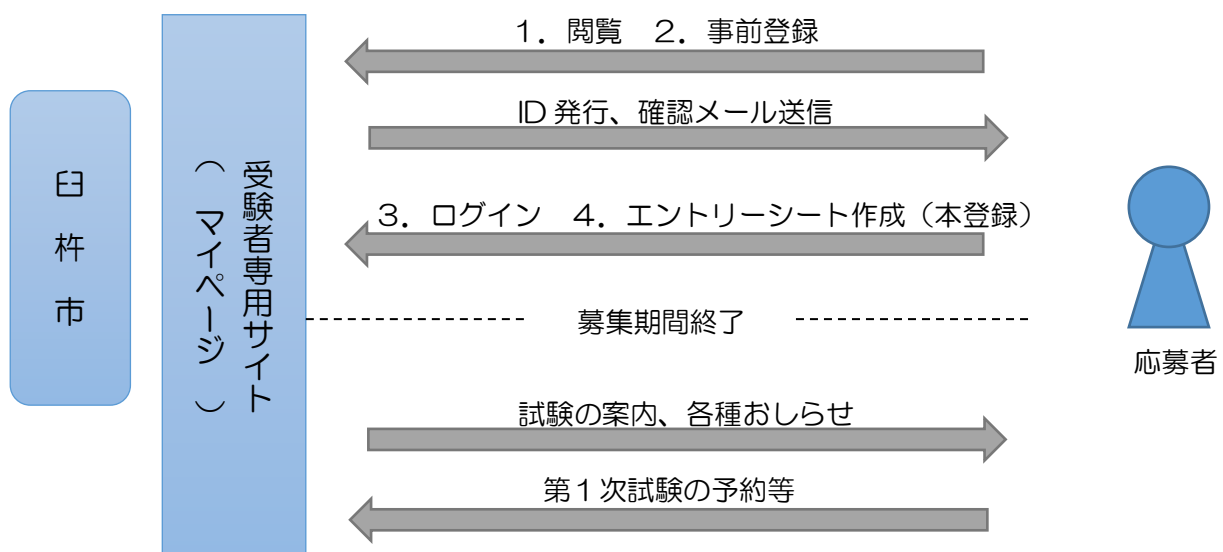 1．閲覧　2．事前登録
ID 発行、確認メール送信
臼杵市
受験者専用サイト
（マイページ）
3．ログイン　4．エントリーシート作成（本登録）
募集期間終了
応募者
試験の案内、各種おしらせ
第1次試験の予約等